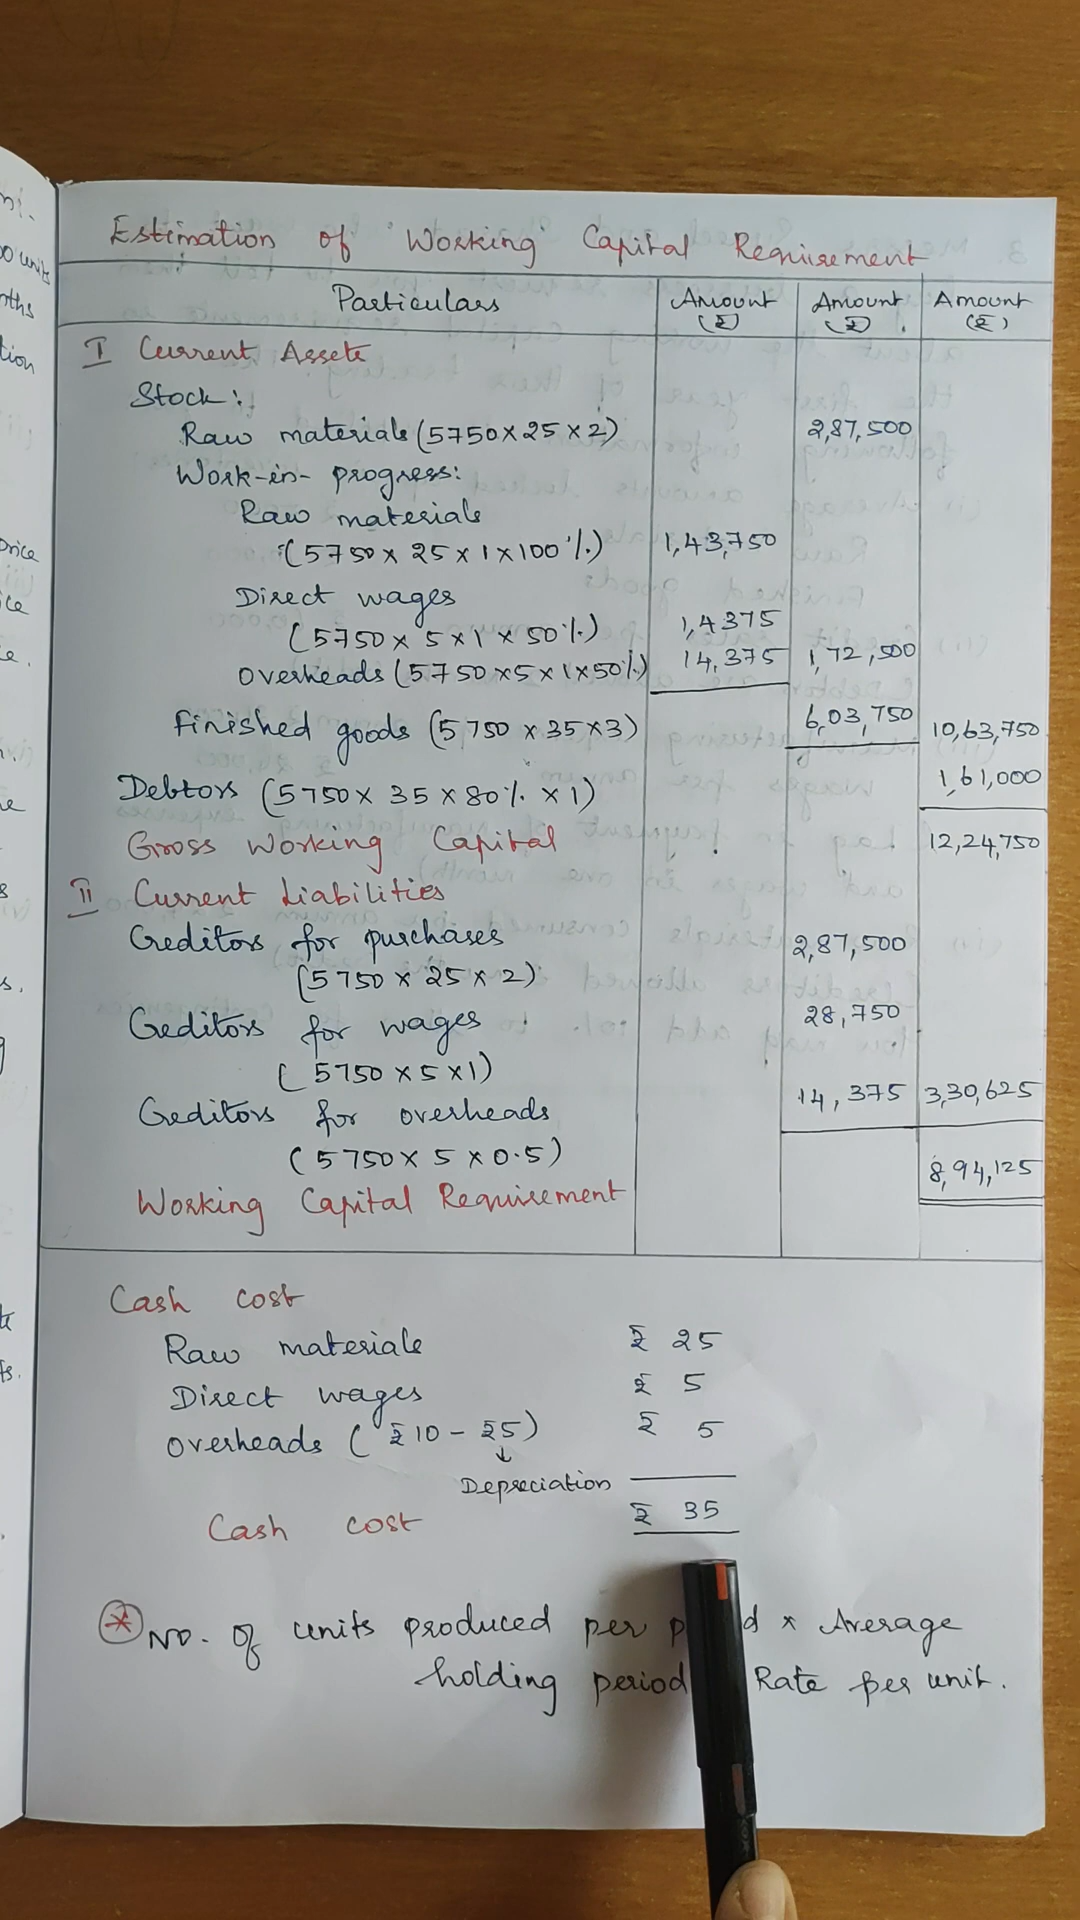 Estimation of Working Capital Requirement
Particulars Amount (₹) Amount (₹) Amount (₹)
I Current Assets
Stock:
Raw materials (5750 x 25 x 2) 2,87,500
Work-in-progress:
Raw materials
(5750 x 25 x 1 x 100%) 1,43,750
Direct wages
(5750 x 5 x 1 x 50%) 1,4375
Overheads (5750 x 5 x 1 x 50%) 14,375 1,72,500
Finished goods (5750 x 35 x 3) 6,03,750 10,63,750
Debtors (5750 x 35 x 80% x 1) 1,61,000
Gross Working Capital 12,24,750
II Current Liabilities
Creditors for purchases 2,87,500
(5750 x 25 x 2)
Creditors for wages 28,750
(5750 x 5 x 1)
Creditors for overheads 14,375 3,30,625
(5750 x 5 x 0.5)
Working Capital Requirement 8,94,125
Cash cost
Raw materials ₹ 25
Direct wages ₹ 5
Overheads (₹10 - ₹5) ₹ 5
↓
Depreciation
Cash cost ₹ 35
* No. of units produced per x Average
holding period Rate per unit.